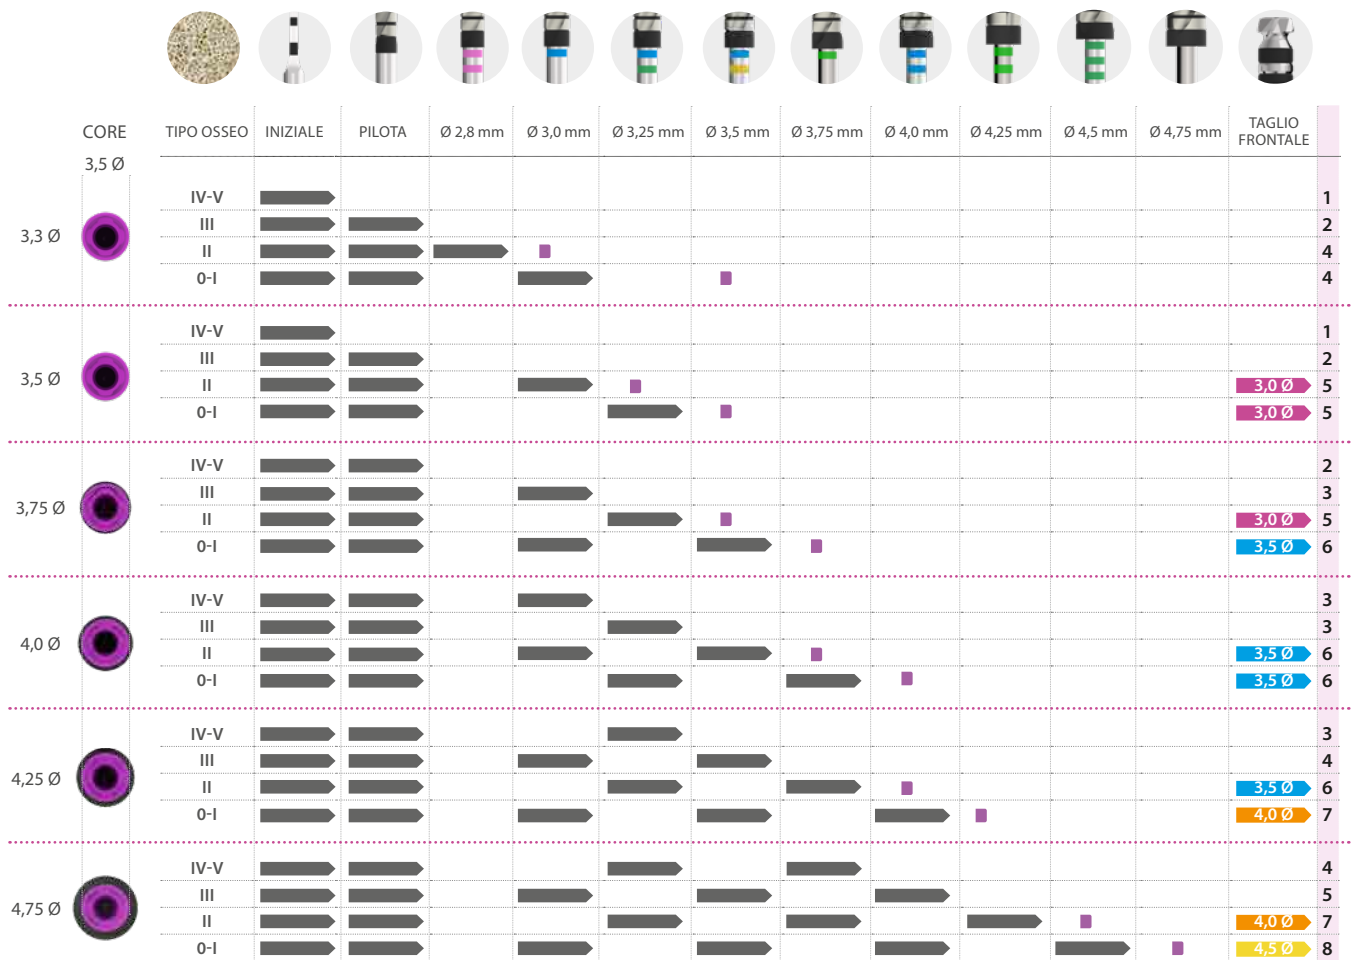 CORE TIPO OSSEO INIZIALE PILOTA Ø 2,8 mm Ø 3,0 mm Ø 3,25 mm Ø 3,5 mm Ø 3,75 mm Ø 4,0 mm Ø 4,25 mm Ø 4,5 mm Ø 4,75 mm TAGLIO
FRONTALE
3,5 Ø
IV-V 1
III 2
3,3 Ø
II 4
0-I 4
IV-V 1
III 2
3,5 Ø
II 3,0 Ø 5
0-I 3,0 Ø 5
IV-V 2
III 3
3,75 Ø
II 3,0 Ø 5
0-I 3,5 Ø 6
IV-V 3
III 3
4,0 Ø
II 3,5 Ø 6
0-I 3,5 Ø 6
IV-V 3
III 4
4,25 Ø
II 3,5 Ø 6
0-I 4,0 Ø 7
IV-V 4
III 5
4,75 Ø
II 4,0 Ø 7
0-I 4,5 Ø 8